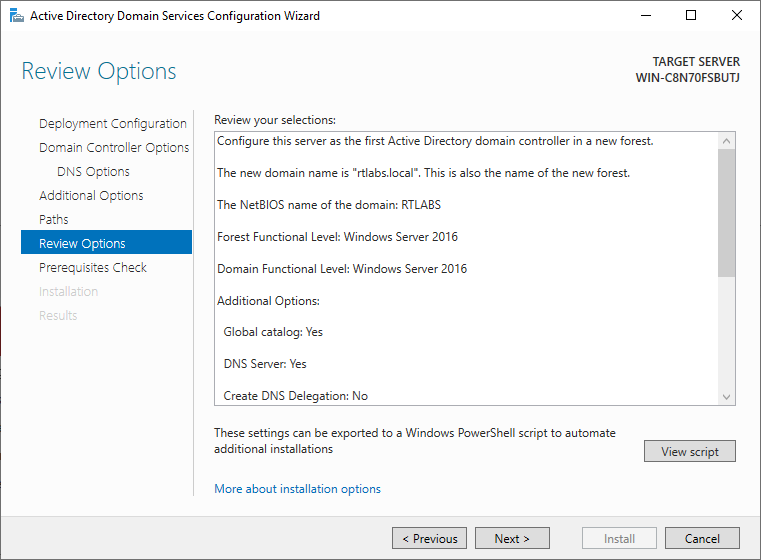 Active Directory Domain Services Configuration Wizard
Review Options
TARGET SERVER
WIN-C8N70FSBUTJ
Deployment Configuration
Domain Controller Options
DNS Options
Additional Options
Paths
Review Options
Prerequisites Check
Installation
Results
Review your selections:
Configure this server as the first Active Directory domain controller in a new forest.
The new domain name is "rtlabs.local". This is also the name of the new forest.
The NetBIOS name of the domain: RTLABS
Forest Functional Level: Windows Server 2016
Domain Functional Level: Windows Server 2016
Additional Options:
Global catalog: Yes
DNS Server: Yes
Create DNS Delegation: No
These settings can be exported to a Windows PowerShell script to automate
additional installations
View script
More about installation options
< Previous
Next >
Install
Cancel